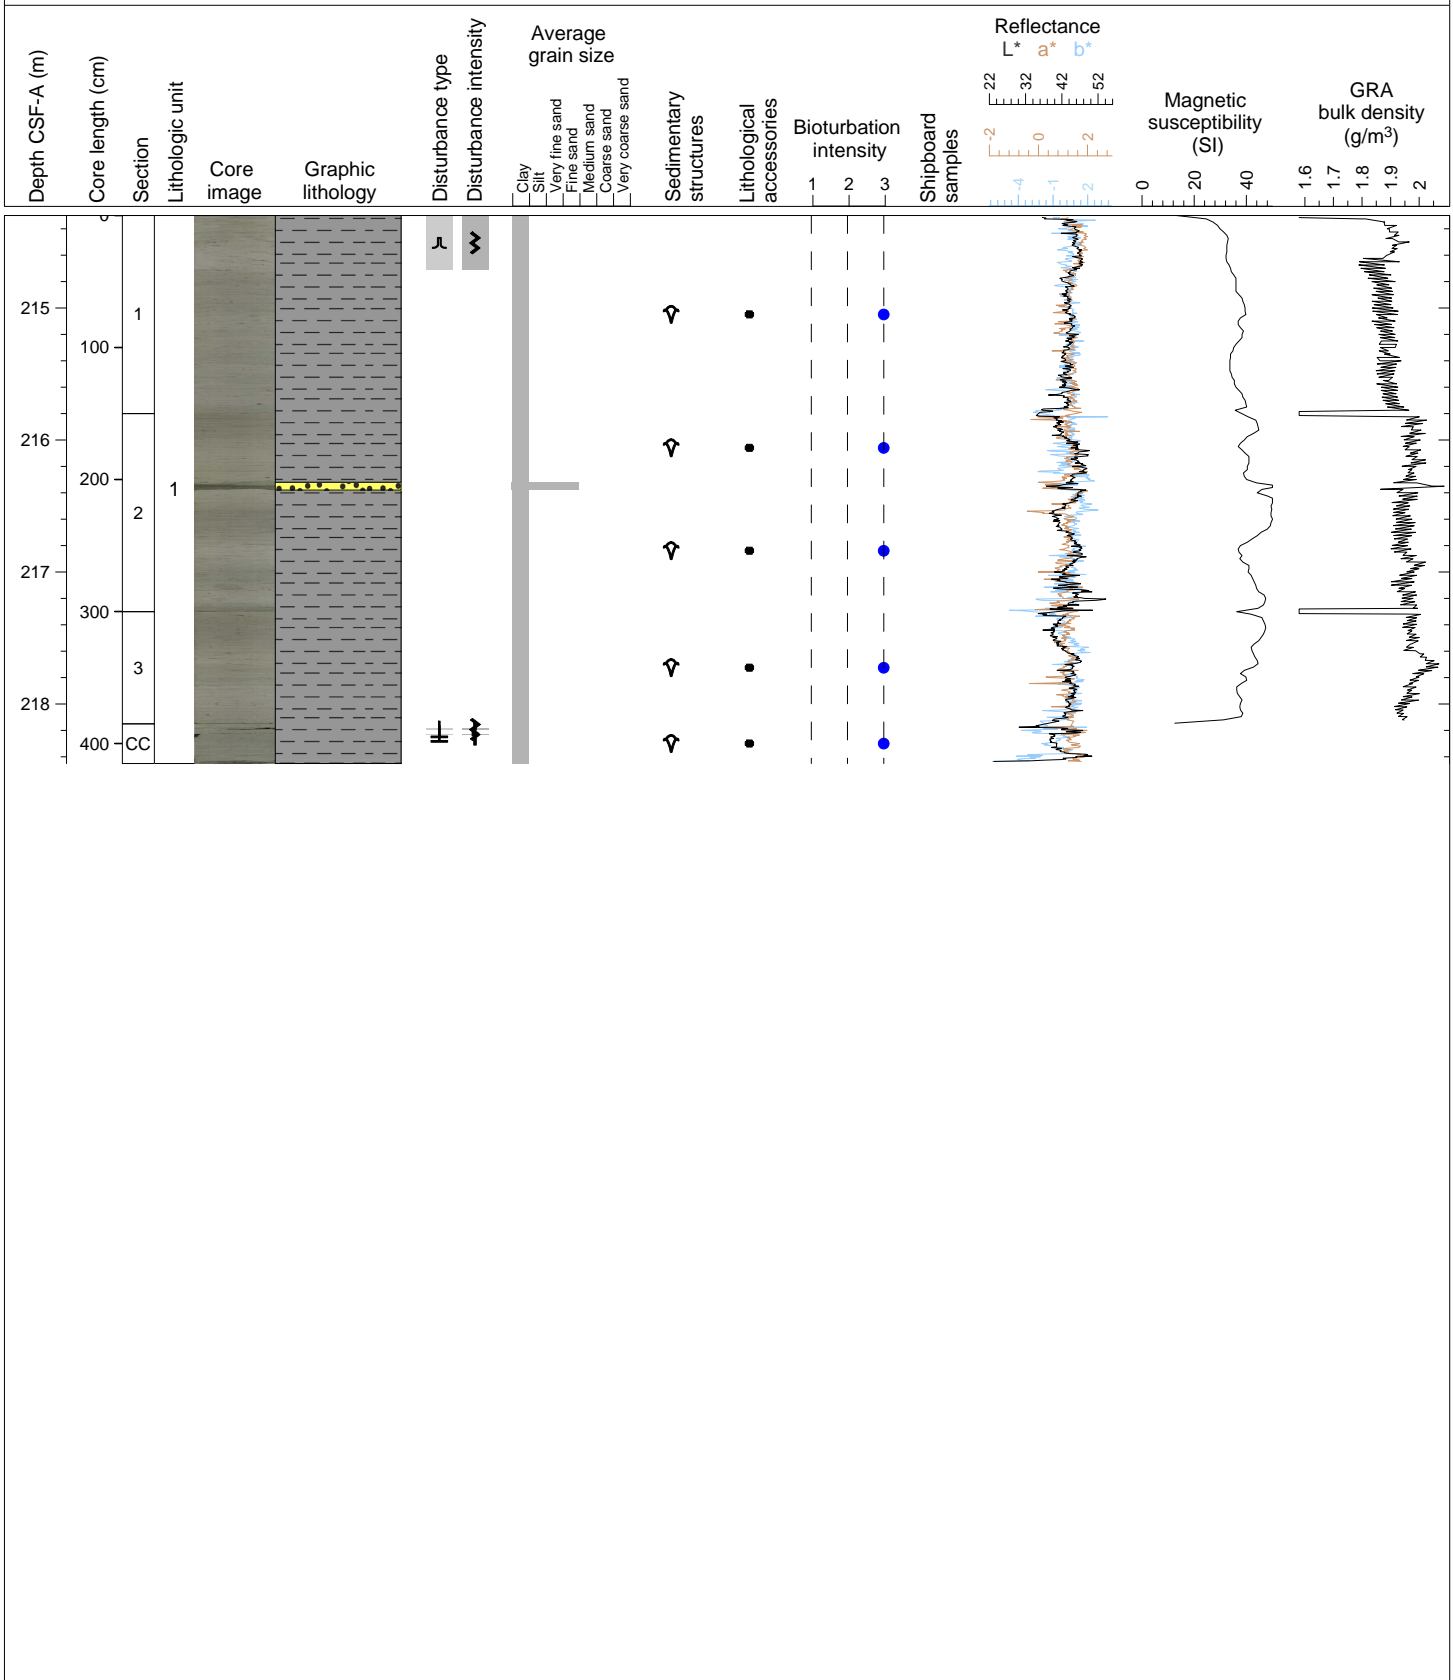 Depth CSF-A (m)
Core length (cm)
Section
Lithologic unit
Core
image
Graphic
lithology
Disturbance type
Disturbance intensity
Average
grain size
Clay
Silt
Very fine sand
Fine sand
Medium sand
Coarse sand
Very coarse sand
Sedimentary
structures
Lithological
accessories
Bioturbation
intensity
1 2 3
Shipboard
samples
Reflectance
L* a* b*
22 32 42 52
-2 0 2
-4 -1 2
Magnetic
susceptibility
(SI)
0 20 40
GRA
bulk density
(g/m³)
1.6 1.7 1.8 1.9 2
0
215
1
100
216
200
1
2
217
300
3
218
400
CC